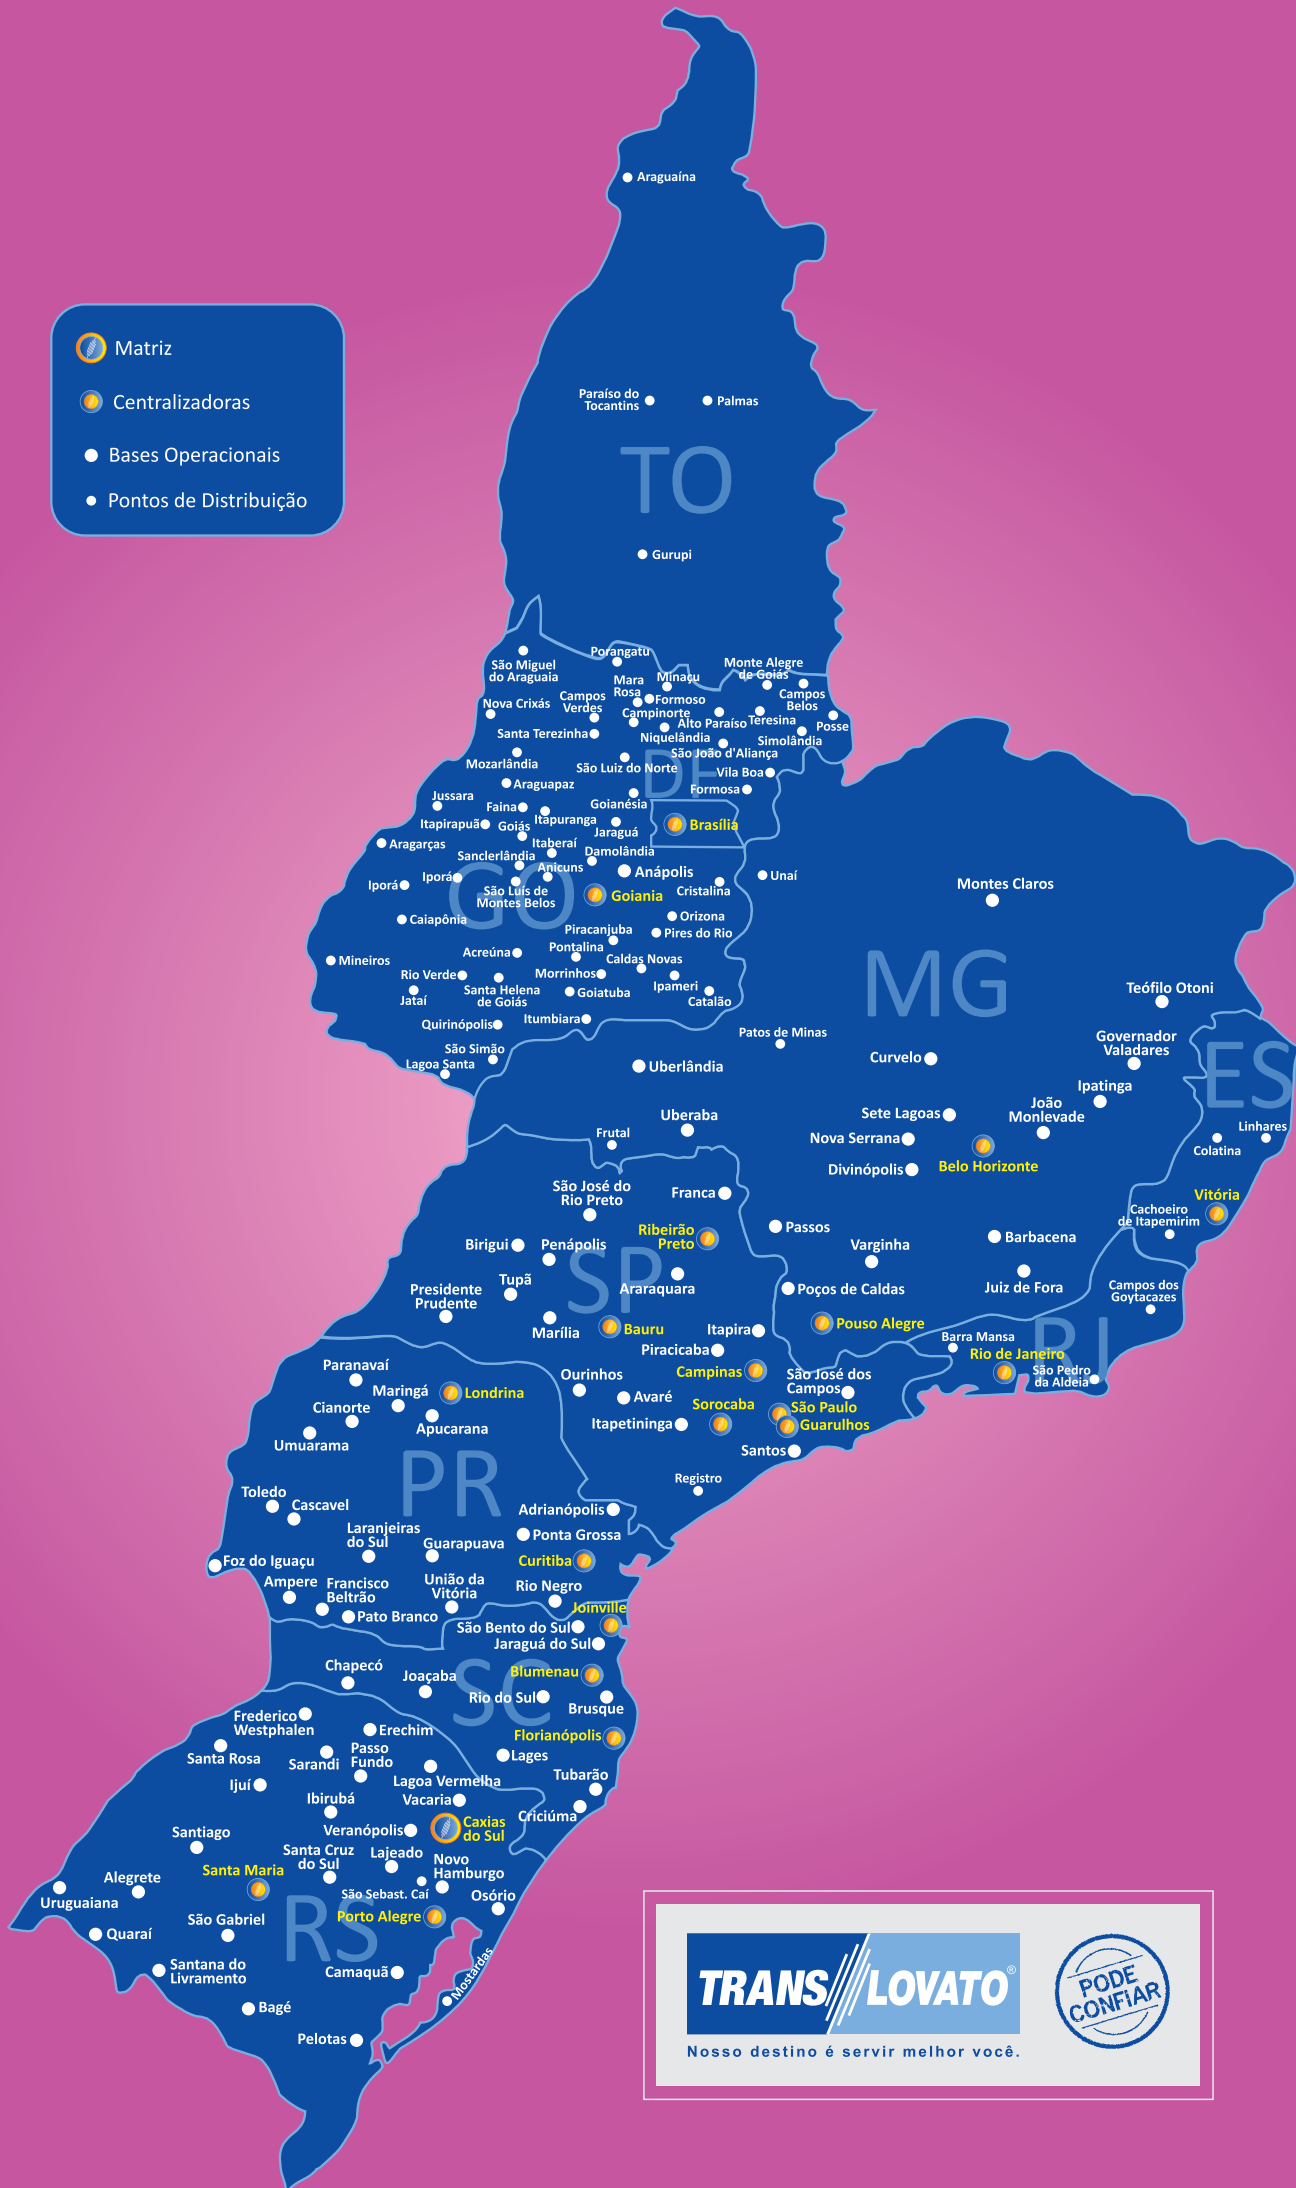 Araguaína
Matriz
Centralizadoras
Bases Operacionais
Pontos de Distribuição
Paraíso do
Tocantins
Palmas
TO
Gurupi
São Miguel
do Araguaia
Porangatu
Monte Alegre
de Goiás
Mara
Rosa
Minaçu
Formoso
Campos
Belos
Nova Crixás
Campos
Verdes
Campinorte
Alto Paraíso
Teresina
Posse
Santa Terezinha
Niquelândia
Simolândia
São João d'Aliança
Mozarlândia
São Luiz do Norte
DF
Vila Boa
Araguapaz
Formosa
Jussara
Faina
Itapuranga
Goianésia
Itapirapuã
Goiás
Jaraguá
Brasília
Aragarças
Itaberaí
Damolândia
Sanclerlândia
Anicuns
Anápolis
Iporá
Iporá
GO
São Luís de
Montes Belos
Goiania
Cristalina
Unaí
Montes Claros
Caiapônia
Orizona
Piracanjuba
Pires do Rio
Mineiros
Acreúna
Pontalina
Caldas Novas
Rio Verde
Morrinhos
Ipameri
Jataí
Santa Helena
de Goiás
Goiatuba
Catalão
MG
Teófilo Otoni
Quirinópolis
Itumbiara
Patos de Minas
Governador
Valadares
São Simão
Lagoa Santa
Uberlândia
Curvelo
ES
Ipatinga
João
Monlevade
Uberaba
Sete Lagoas
Frutal
Nova Serrana
Linhares
Colatina
Divinópolis
Belo Horizonte
São José do
Rio Preto
Franca
Vitória
Cachoeiro
de Itapemirim
Ribeirão
Preto
Passos
Barbacena
Birigui
Penápolis
Varginha
SP
Tupã
Araraquara
Poços de Caldas
Juiz de Fora
Campos dos
Goytacazes
Presidente
Prudente
Marília
Bauru
Itapira
Pouso Alegre
RJ
Barra Mansa
Piracicaba
Rio de Janeiro
Paranavaí
Ourinhos
Campinas
São José dos
Campos
São Pedro
da Aldeia
Maringá
Londrina
Avaré
Sorocaba
São Paulo
Cianorte
Apucarana
Itapetininga
Guarulhos
Umuarama
Santos
PR
Registro
Toledo
Cascavel
Adrianópolis
Laranjeiras
do Sul
Guarapuava
Ponta Grossa
Foz do Iguaçu
Curitiba
Ampere
Francisco
Beltrão
União da
Vitória
Rio Negro
Pato Branco
Joinville
São Bento do Sul
Jaraguá do Sul
Chapecó
Joaçaba
SC
Blumenau
Rio do Sul
Brusque
Frederico
Westphalen
Erechim
Florianópolis
Santa Rosa
Sarandi
Passo
Fundo
Lages
Ijuí
Lagoa Vermelha
Tubarão
Ibirubá
Vacaria
Criciúma
Santiago
Veranópolis
Caxias
do Sul
Santa Cruz
do Sul
Lajeado
Novo
Hamburgo
Santa Maria
Alegrete
São Sebast. Caí
Osório
Uruguaiana
Quaraí
São Gabriel
RS
Porto Alegre
Santana do
Livramento
Camaquã
Mostardas
Bagé
Pelotas
TRANS LOVATO®
Nosso destino é servir melhor você.
PODE
CONFIAR